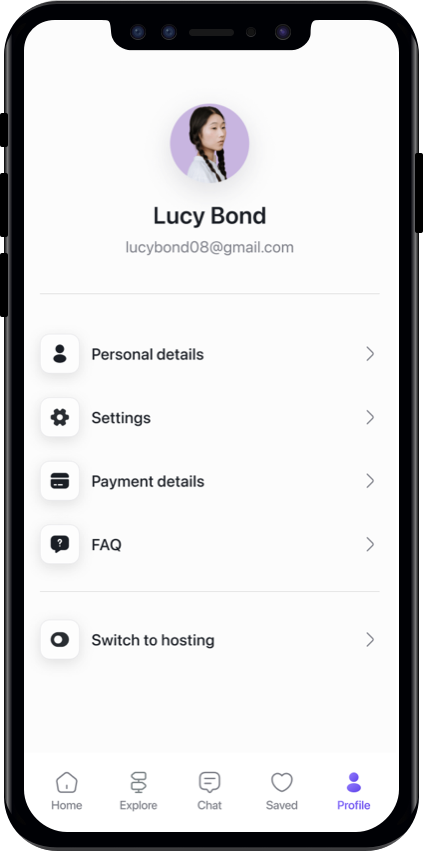 Lucy Bond
lucybond08@gmail.com
Personal details
Settings
Payment details
FAQ
Switch to hosting
Home Explore Chat Saved Profile